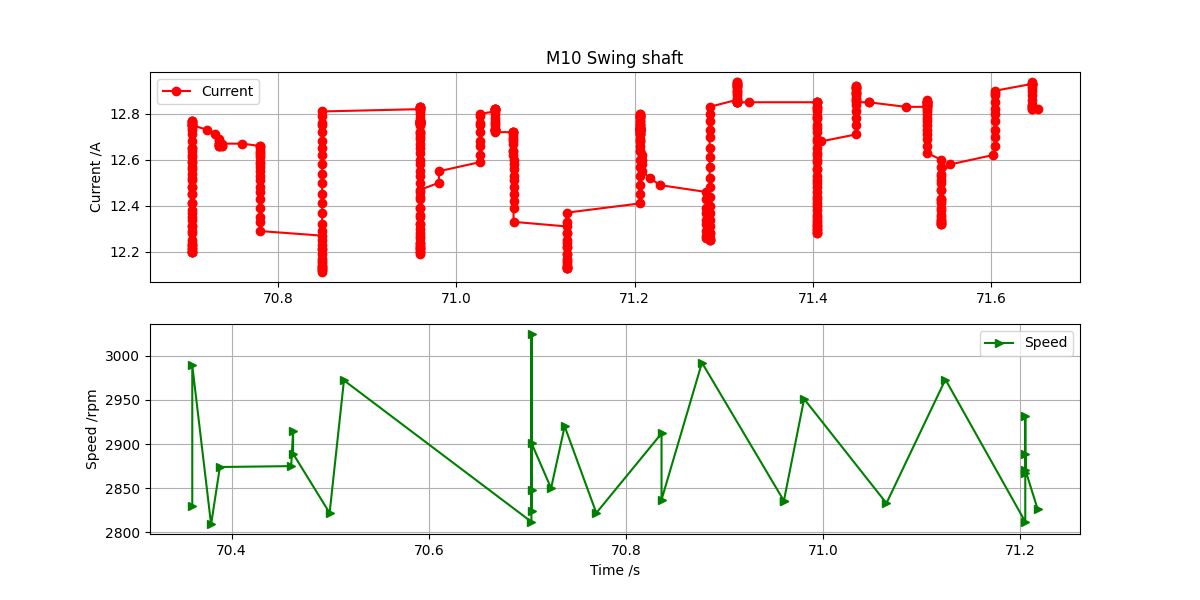 M10 Swing shaft
Current /A
12.8
12.6
12.4
12.2
Current
70.8 71.0 71.2 71.4 71.6
Speed /rpm
3000
2950
2900
2850
2800
Speed
70.4 70.6 70.8 71.0 71.2
Time /s